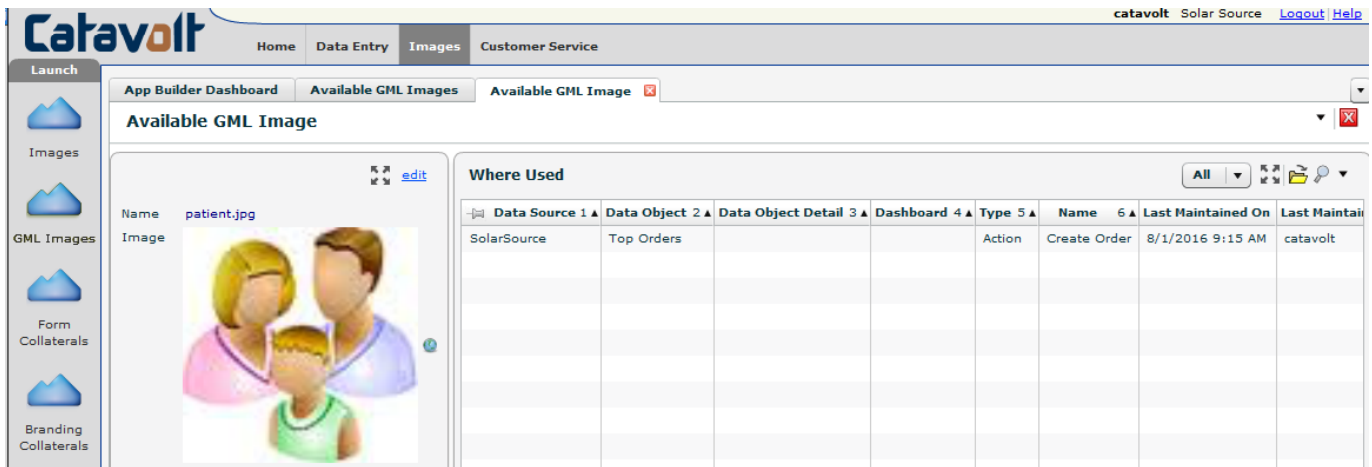 catavolt Solar Source Logout Help
Catavolt
Home Data Entry Images Customer Service
Launch
Images
GML Images
Form
Collaterals
Branding
Collaterals
App Builder Dashboard Available GML Images Available GML Image
Available GML Image
edit
Name patient.jpg
Image
Where Used
All
Data Source 1 Data Object 2 Data Object Detail 3 Dashboard 4 Type 5 Name 6 Last Maintained On Last Maintai
SolarSource Top Orders Action Create Order 8/1/2016 9:15 AM catavolt